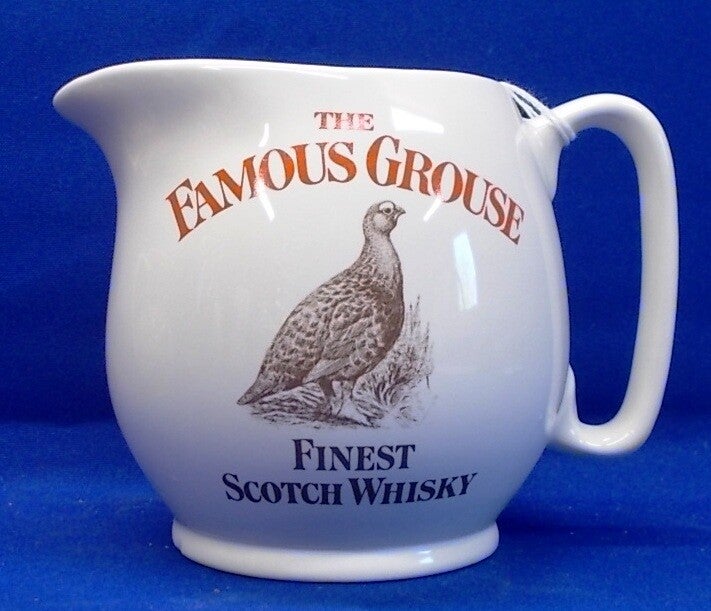 THE
FAMOUS GROUSE
FINEST
SCOTCH WHISKY